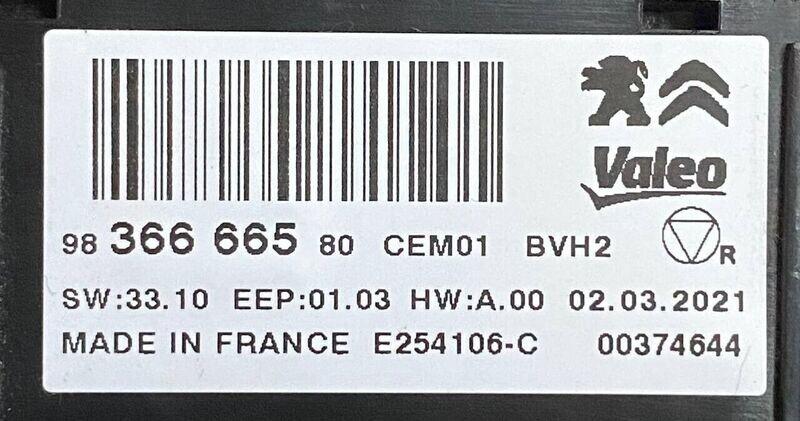 Valeo
98 366 665 80 CEM01 BVH2 R
SW:33.10 EEP:01.03 HW:A.00 02.03.2021
MADE IN FRANCE E254106-C 00374644